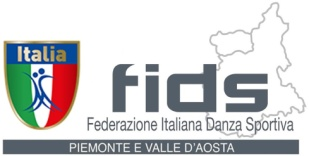 Italia
fids
Federazione Italiana Danza Sportiva
PIEMONTE E VALLE D'AOSTA